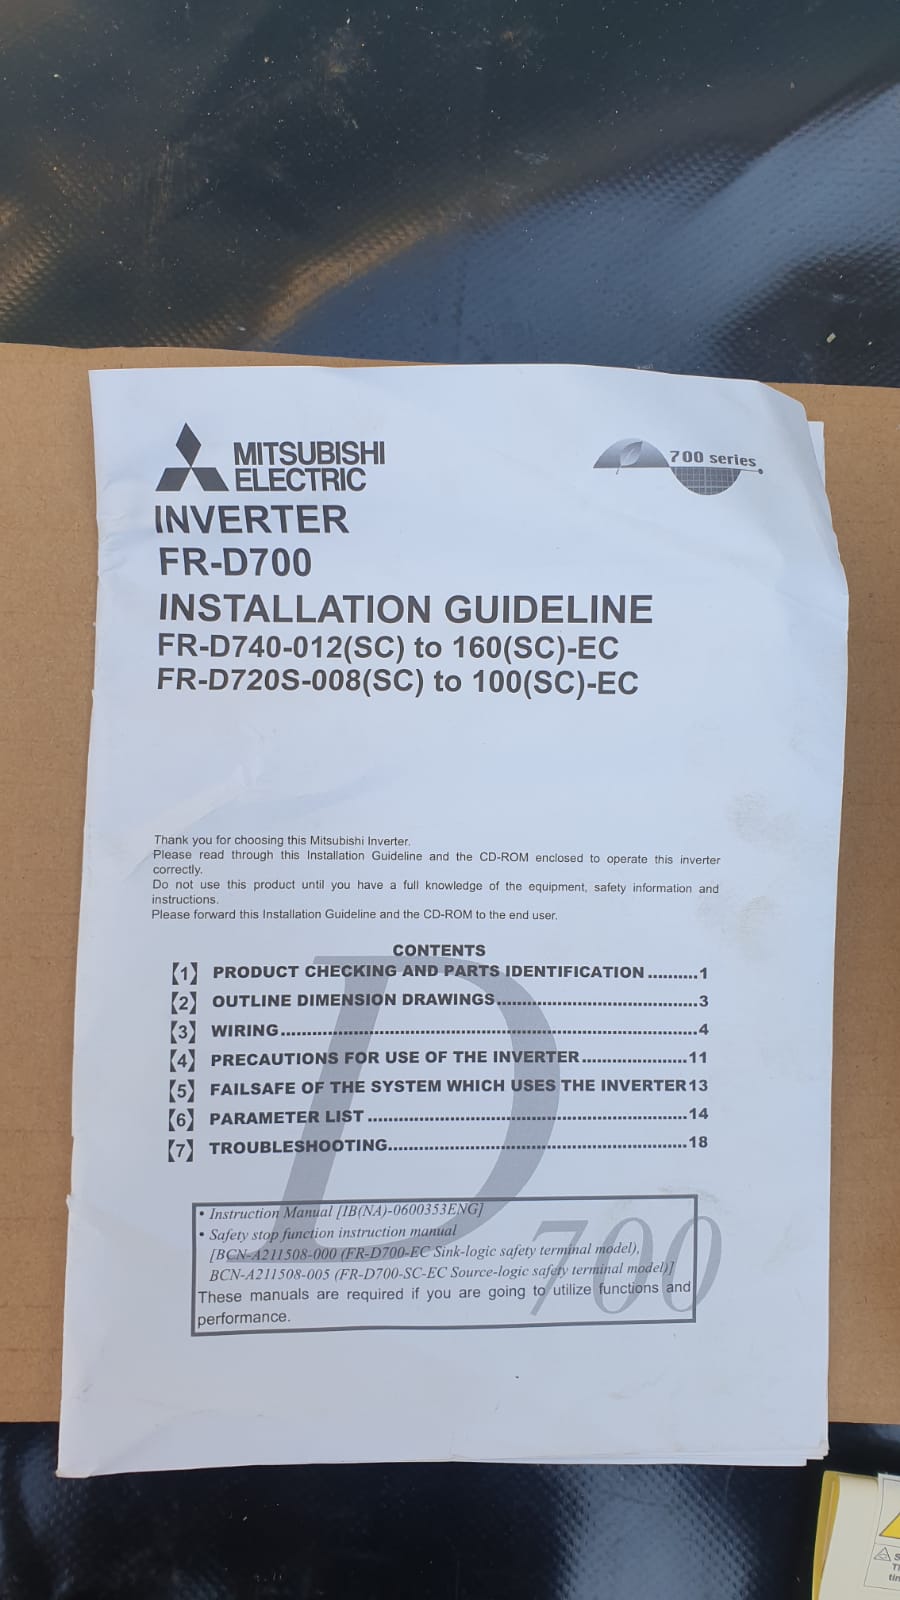 MITSUBISHI
ELECTRIC
700 series
INVERTER
FR-D700
INSTALLATION GUIDELINE
FR-D740-012(SC) to 160(SC)-EC
FR-D720S-008(SC) to 100(SC)-EC
Thank you for choosing this Mitsubishi Inverter.
Please read through this Installation Guideline and the CD-ROM enclosed to operate this inverter
correctly.
Do not use this product until you have a full knowledge of the equipment, safety information and
instructions.
Please forward this Installation Guideline and the CD-ROM to the end user.
CONTENTS
【1】 PRODUCT CHECKING AND PARTS IDENTIFICATION..........1
【2】 OUTLINE DIMENSION DRAWINGS.......................................3
【3】 WIRING................................................................................4
【4】 PRECAUTIONS FOR USE OF THE INVERTER.....................11
【5】 FAILSAFE OF THE SYSTEM WHICH USES THE INVERTER13
【6】 PARAMETER LIST..............................................................14
【7】 TROUBLESHOOTING..........................................................18
D700
• Instruction Manual [IB(NA)-0600353ENG]
• Safety stop function instruction manual
[BCN-A211508-000 (FR-D700-EC Sink-logic safety terminal model),
BCN-A211508-005 (FR-D700-SC-EC Source-logic safety terminal model)]
These manuals are required if you are going to utilize functions and
performance.